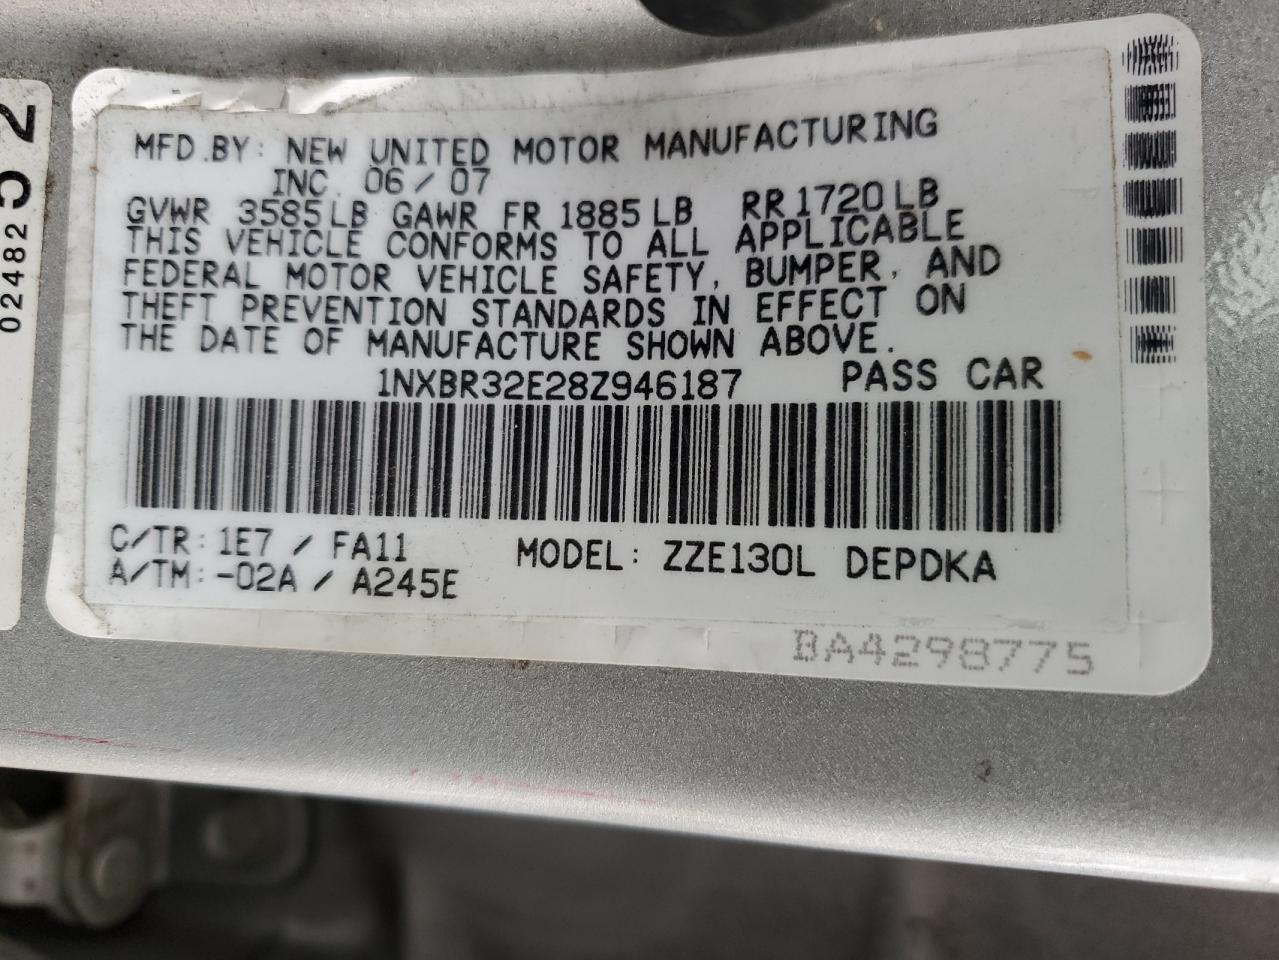 MFD.BY: NEW UNITED MOTOR MANUFACTURING
INC. 06/07
GVWR 3585LB GAWR FR 1885LB RR1720LB
THIS VEHICLE CONFORMS TO ALL APPLICABLE
FEDERAL MOTOR VEHICLE SAFETY, BUMPER, AND
THEFT PREVENTION STANDARDS IN EFFECT ON
THE DATE OF MANUFACTURE SHOWN ABOVE.
1NXBR32E28Z946187 PASS CAR
C/TR: 1E7 / FA11 MODEL: ZZE130L DEPDKA
A/TM: -02A / A245E
BA4298775
52
02482